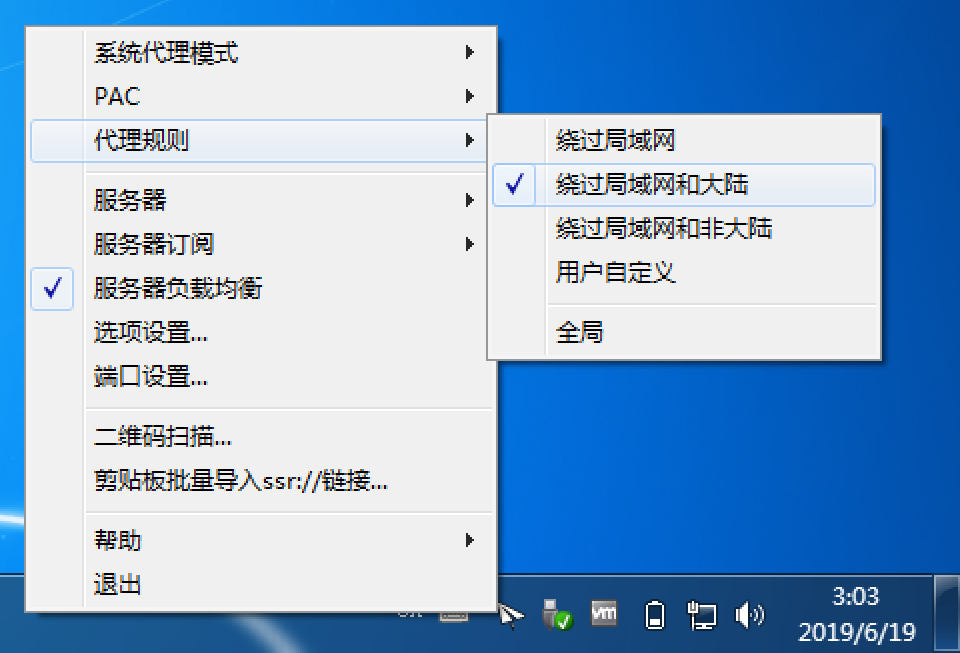 系统代理模式
PAC
代理规则
服务器
服务器订阅
服务器负载均衡
选项设置...
端口设置...
二维码扫描...
剪贴板批量导入ssr://链接...
帮助
退出
绕过局域网
绕过局域网和大陆
绕过局域网和非大陆
用户自定义
全局
vm
3:03
2019/6/19